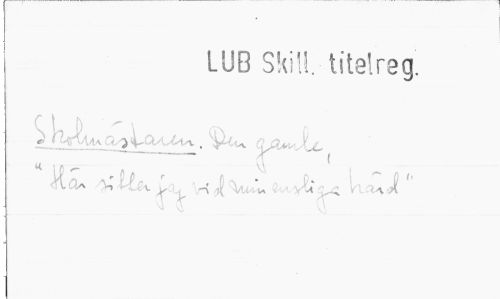 LUB Skill. titelreg.
Skolmästaren. Den gamle,
"Här sitter jag vid min ensliga härd"